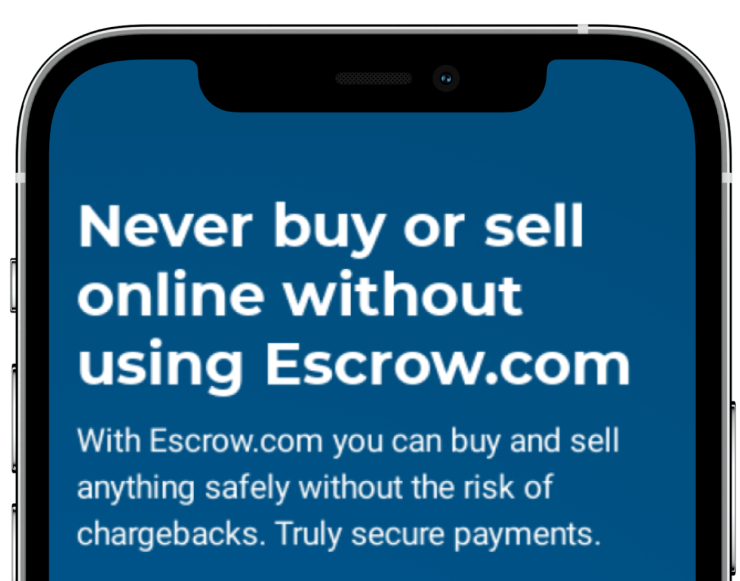 Never buy or sell
online without
using Escrow.com
With Escrow.com you can buy and sell
anything safely without the risk of
chargebacks. Truly secure payments.